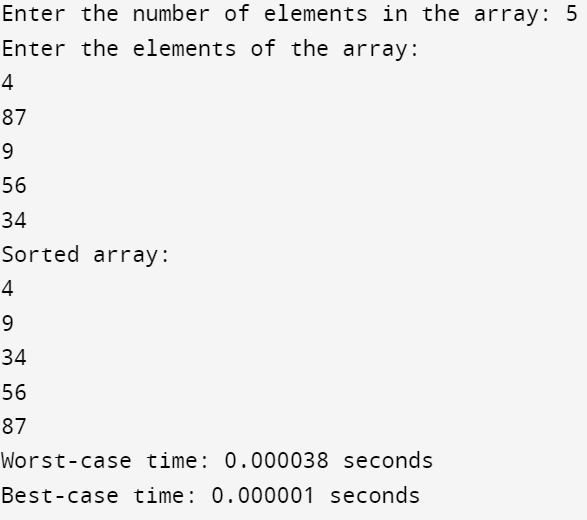 Enter the number of elements in the array: 5
Enter the elements of the array:
4
87
9
56
34
Sorted array:
4
9
34
56
87
Worst-case time: 0.000038 seconds
Best-case time: 0.000001 seconds